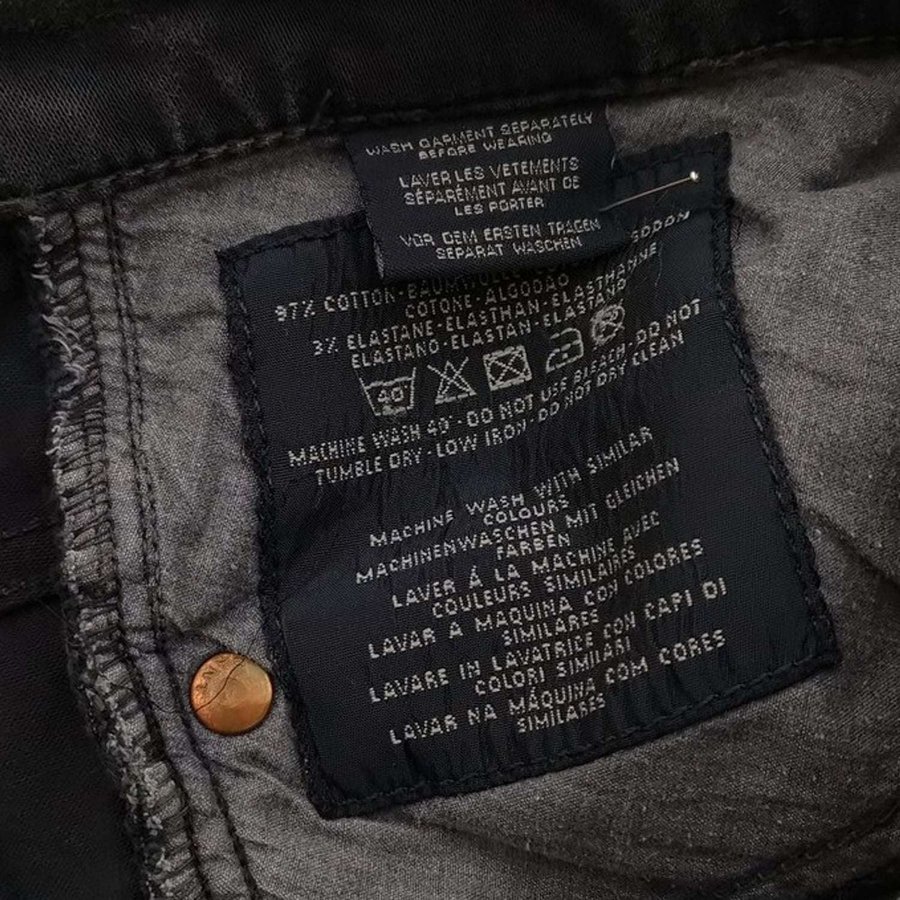 WASH GARMENT SEPARATELY
BEFORE WEARING
LAVER LES VETEMENTS
SÉPARÉMENT AVANT DE
LES PORTER
VOR DEM ERSTEN TRAGEN
SEPARAT WASCHEN
97% COTTON·
COTONE·ALGODÃO
3% ELASTANE·ELASTHAN·ELASTHANNE
ELASTANO·ELASTAN·ELASTANO
40°
MACHINE WASH 40°·DO NOT USE BLEACH·DO NOT
TUMBLE DRY·LOW IRON·DO NOT DRY CLEAN
MACHINE WASH WITH SIMILAR
COLOURS
MACHINENWASCHEN MIT GLEICHEN
FARBEN
LAVER À LA MACHINE AVEC
COULEURS SIMILAIRES
LAVAR A MAQUINA CON COLORES
SIMILARES
LAVARE IN LAVATRICE CON CAPI DI
COLORI SIMILARI
LAVAR NA MÁQUINA COM CORES
SIMILARES